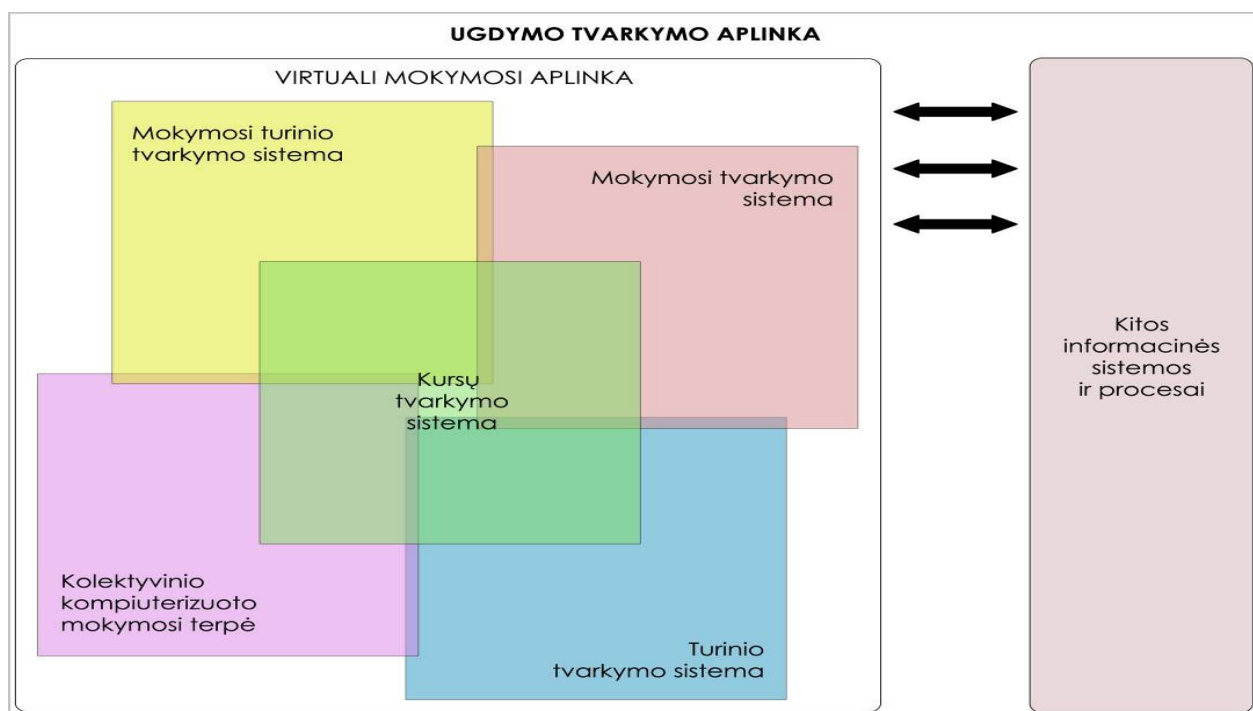 UGDYMO TVARKYMO APLINKA
VIRTUALI MOKYMOSI APLINKA
Mokymosi turinio
tvarkymo sistema
Mokymosi tvarkymo
sistema
Kursų
tvarkymo
sistema
Kolektyvinio
kompiuterizuoto
mokymosi terpė
Turinio
tvarkymo sistema
Kitos
informacinės
sistemos
ir procesai